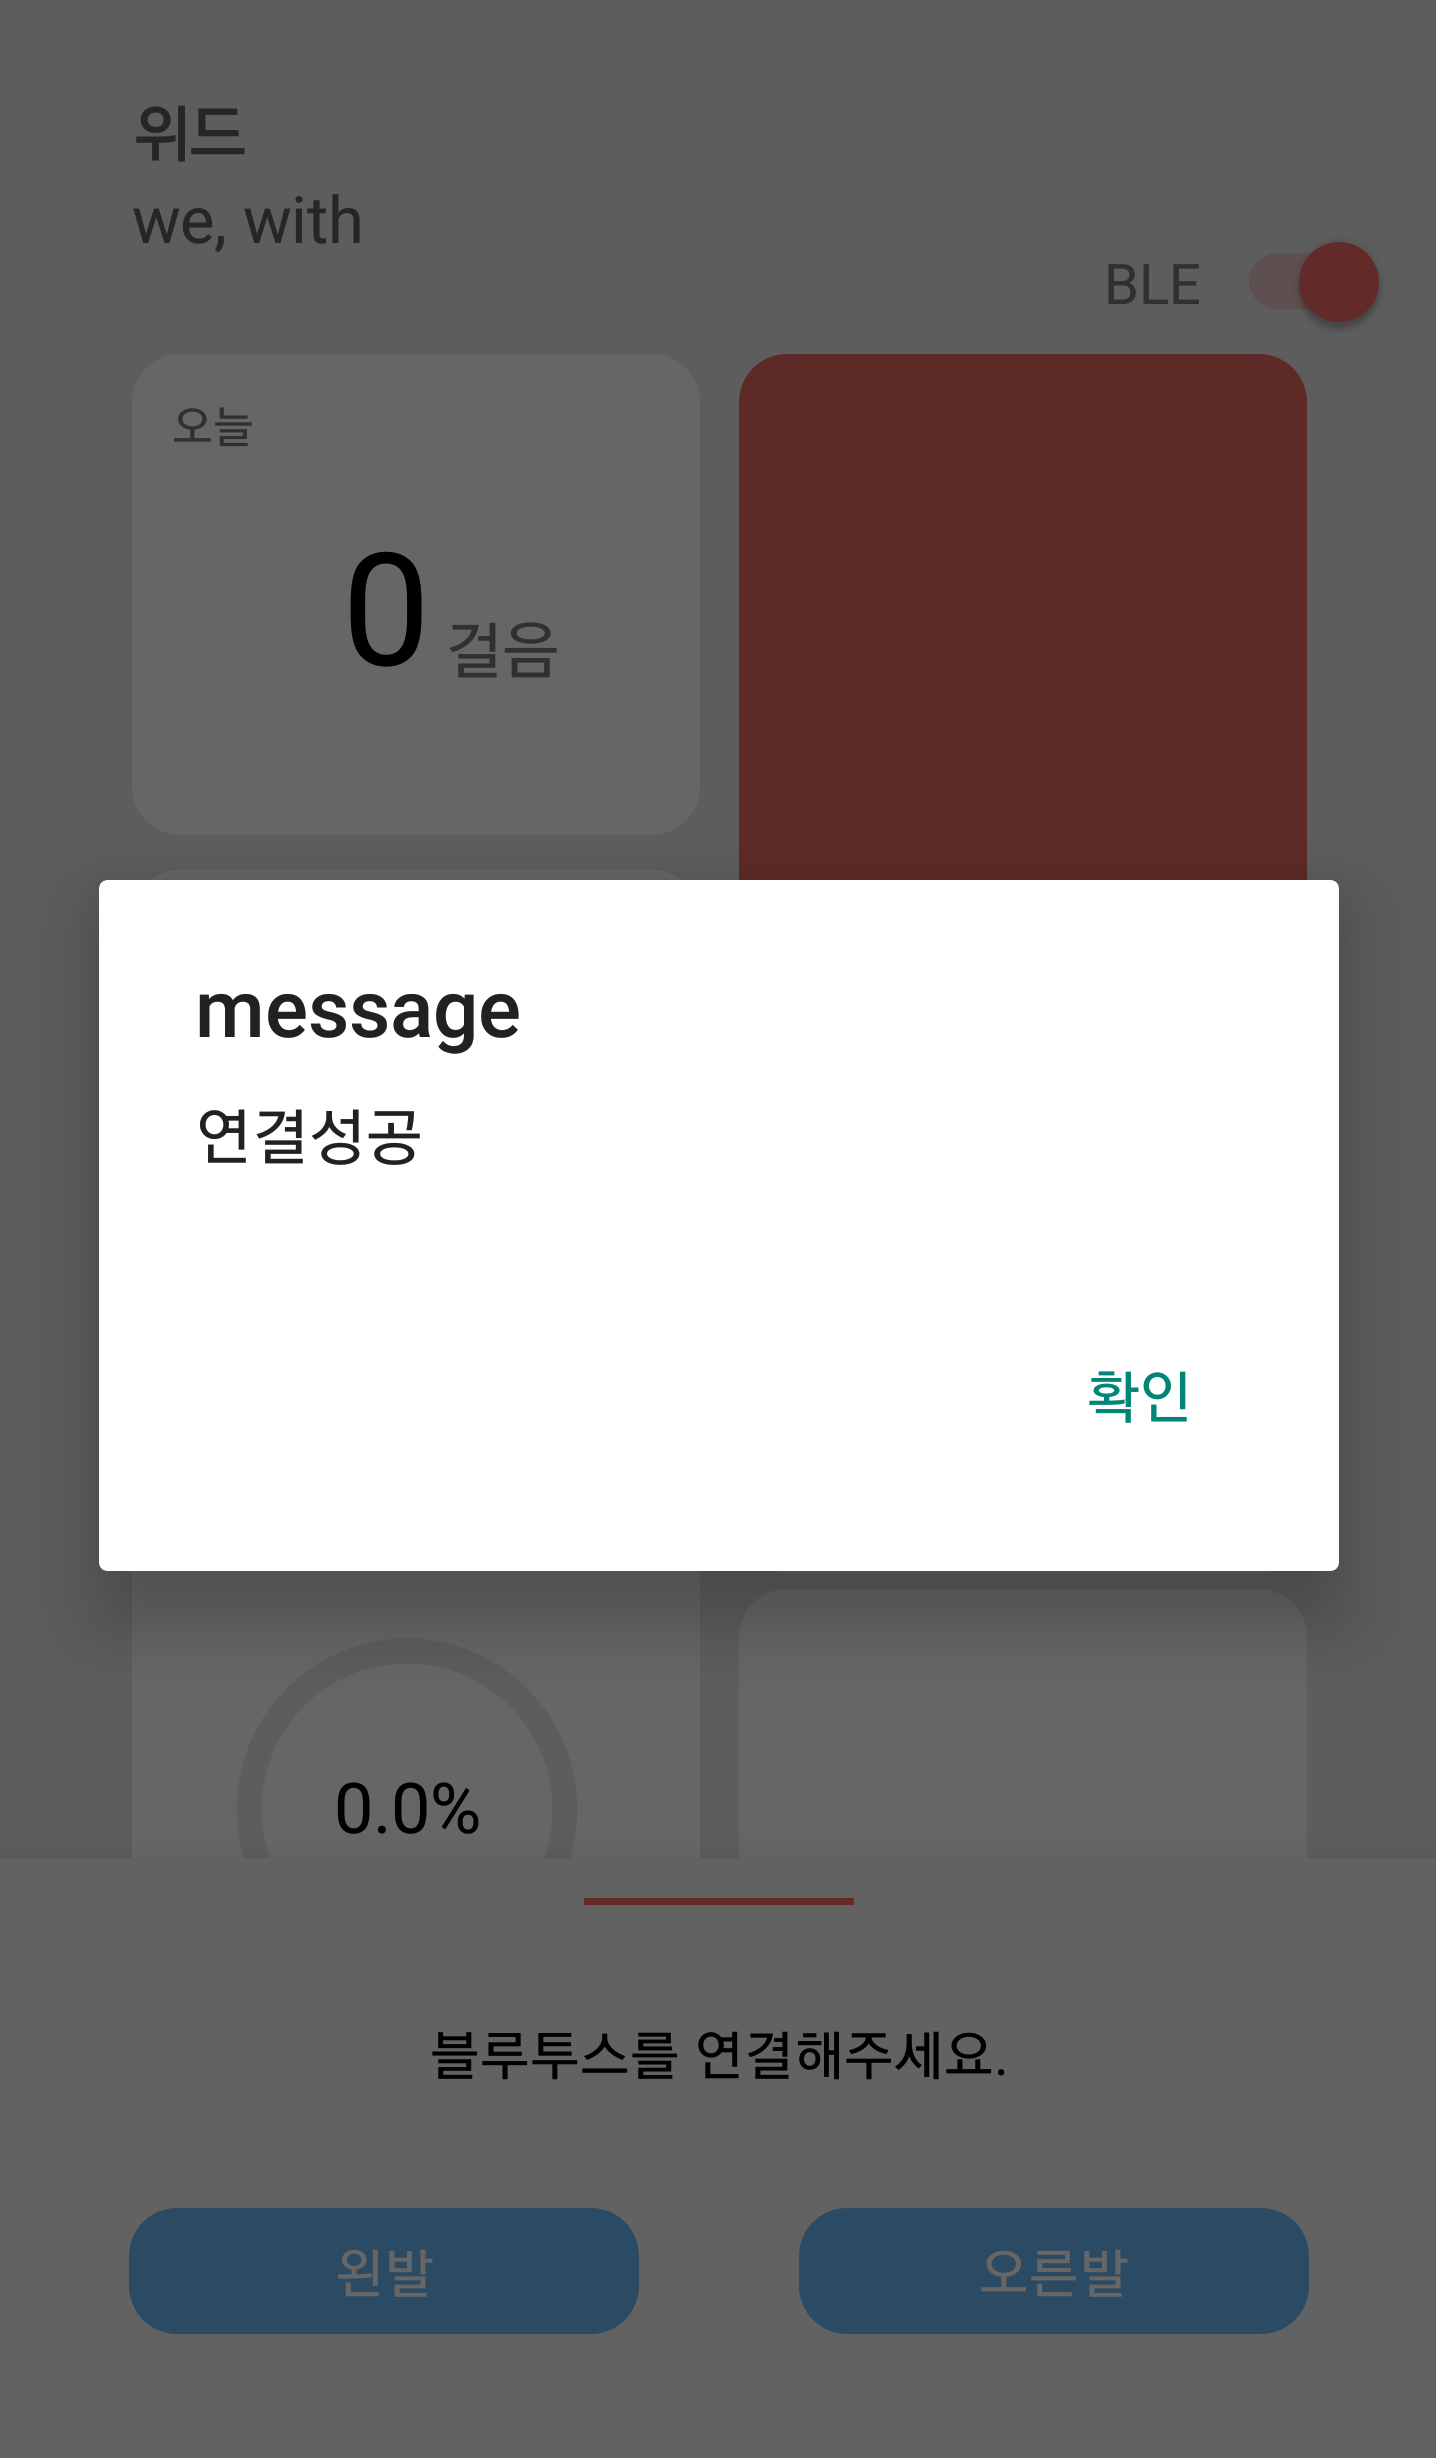 위드
we, with
BLE
오늘
0 걸음
message
연결성공
확인
0.0%
블루투스를 연결해주세요.
왼발
오른발